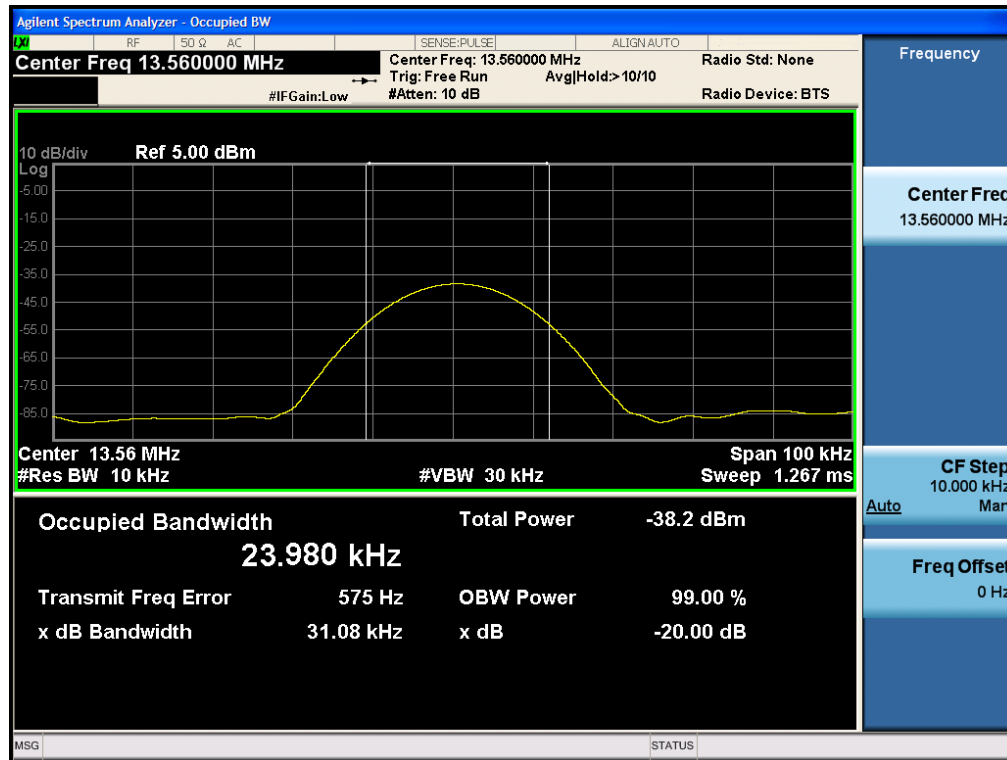 Agilent Spectrum Analyzer - Occupied BW
LXI RF 50 Ω AC SENSE:PULSE ALIGN AUTO
Center Freq 13.560000 MHz
Center Freq: 13.560000 MHz
Radio Std: None
Trig: Free Run Avg|Hold:> 10/10
#IFGain:Low #Atten: 10 dB
Radio Device: BTS
10 dB/div Ref 5.00 dBm
Log
-5.00
-15.0
-25.0
-35.0
-45.0
-55.0
-65.0
-75.0
-85.0
Center 13.56 MHz Span 100 kHz
#Res BW 10 kHz #VBW 30 kHz Sweep 1.267 ms
Occupied Bandwidth Total Power -38.2 dBm
23.980 kHz
Transmit Freq Error 575 Hz OBW Power 99.00 %
x dB Bandwidth 31.08 kHz x dB -20.00 dB
MSG STATUS
Frequency
Center Freq
13.560000 MHz
CF Step
10.000 kHz
Auto Man
Freq Offset
0 Hz